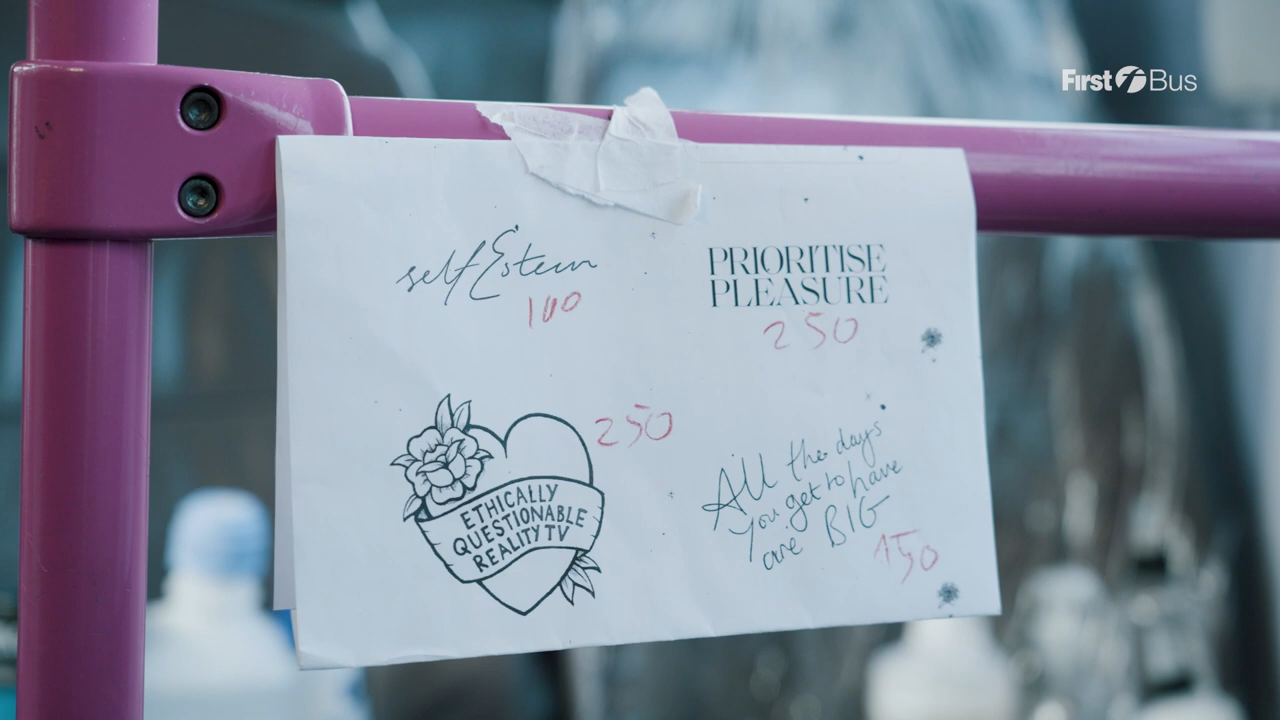 First Bus
self Esteem
100
PRIORITISE
PLEASURE
250
250
ETHICALLY
QUESTIONABLE
REALITY TV
All the days
you get to have
are BIG
150